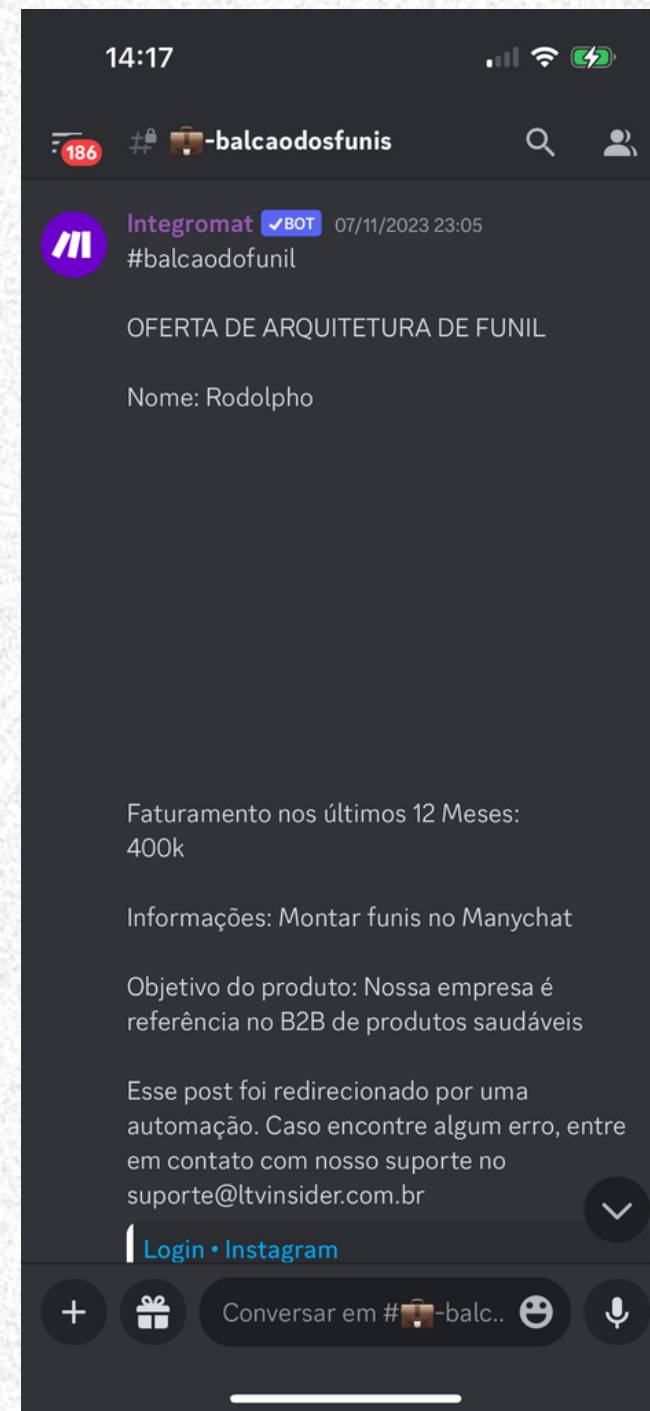 14:17
186
# 💼-balcaodosfunis
Integromat ✓BOT 07/11/2023 23:05
#balcaodofunil
OFERTA DE ARQUITETURA DE FUNIL
Nome: Rodolpho
Faturamento nos últimos 12 Meses:
400k
Informações: Montar funis no Manychat
Objetivo do produto: Nossa empresa é
referência no B2B de produtos saudáveis
Esse post foi redirecionado por uma
automação. Caso encontre algum erro, entre
em contato com nosso suporte no
suporte@ltvinsider.com.br
Login • Instagram
Conversar em #💼-balc..